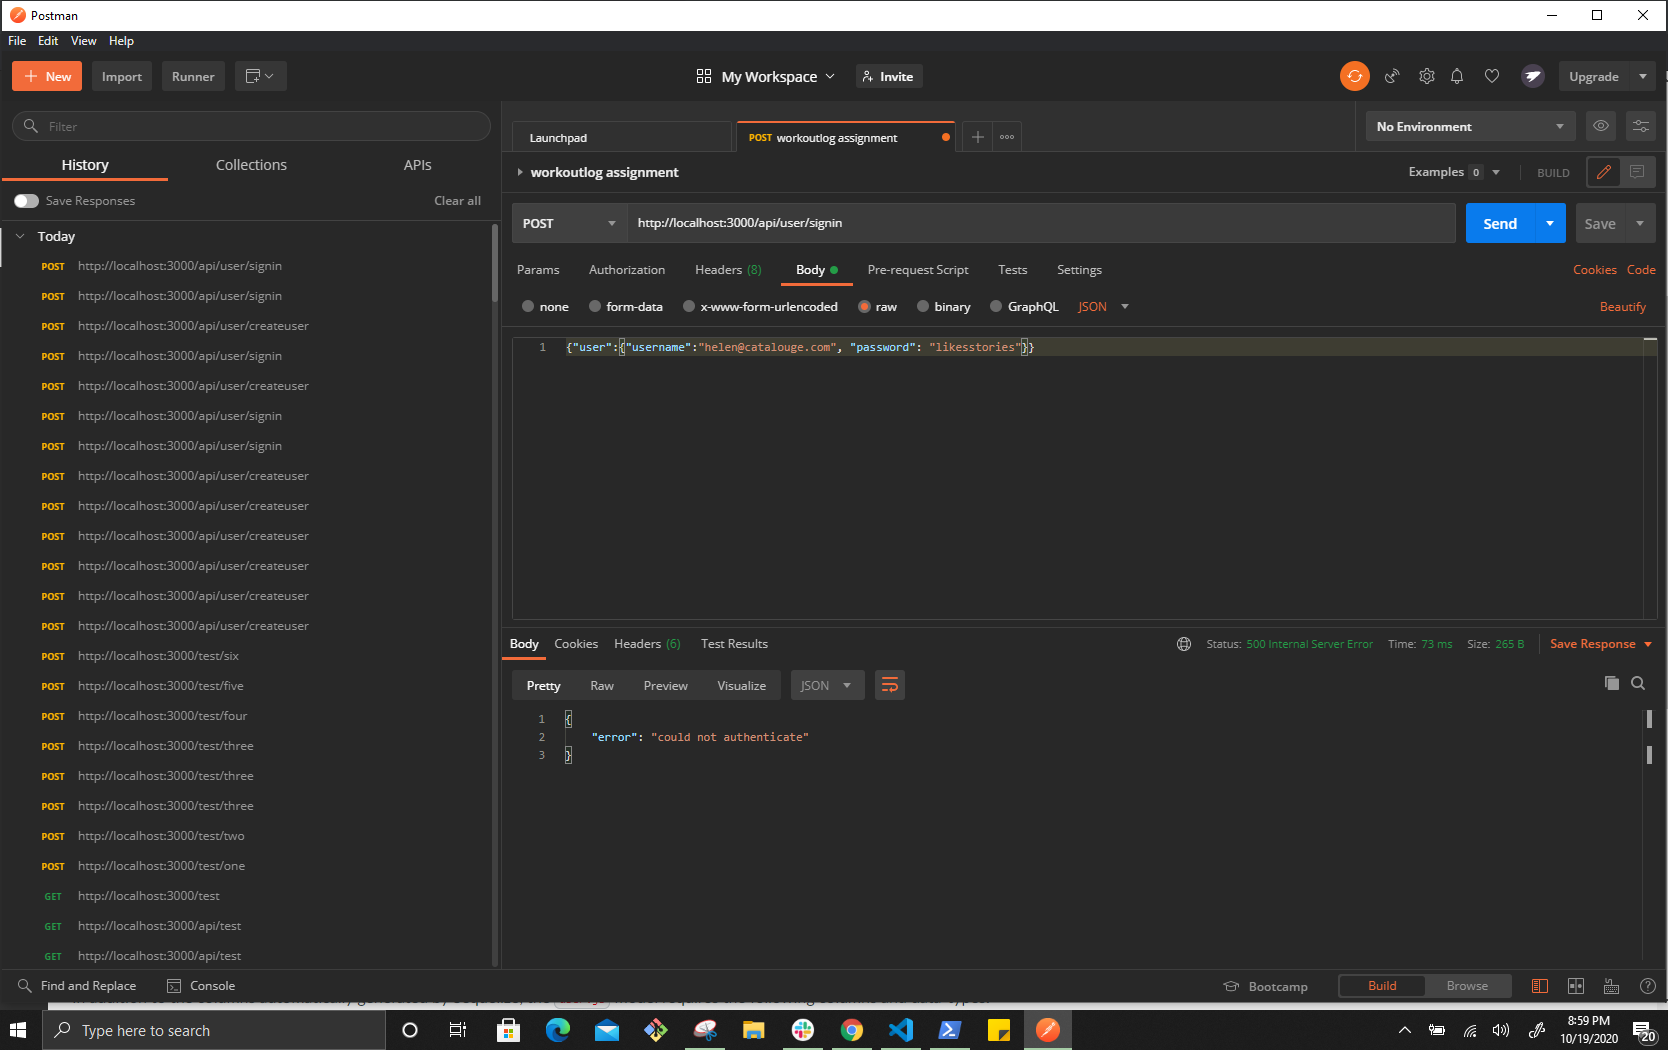 Postman
File Edit View Help
New Import Runner My Workspace Invite Upgrade
Filter
History Collections APIs
Save Responses Clear all
Today
POST http://localhost:3000/api/user/signin
POST http://localhost:3000/api/user/signin
POST http://localhost:3000/api/user/createuser
POST http://localhost:3000/api/user/signin
POST http://localhost:3000/api/user/createuser
POST http://localhost:3000/api/user/signin
POST http://localhost:3000/api/user/signin
POST http://localhost:3000/api/user/createuser
POST http://localhost:3000/api/user/createuser
POST http://localhost:3000/api/user/createuser
POST http://localhost:3000/api/user/createuser
POST http://localhost:3000/api/user/createuser
POST http://localhost:3000/api/user/createuser
POST http://localhost:3000/test/six
POST http://localhost:3000/test/five
POST http://localhost:3000/test/four
POST http://localhost:3000/test/three
POST http://localhost:3000/test/three
POST http://localhost:3000/test/three
POST http://localhost:3000/test/two
POST http://localhost:3000/test/one
GET http://localhost:3000/test
GET http://localhost:3000/api/test
GET http://localhost:3000/api/test
Launchpad POST workoutlog assignment No Environment
workoutlog assignment Examples 0 BUILD
POST http://localhost:3000/api/user/signin Send Save
Params Authorization Headers (8) Body Pre-request Script Tests Settings Cookies Code
none form-data x-www-form-urlencoded raw binary GraphQL JSON Beautify
1 {"user":{"username":"helen@catalouge.com", "password": "likesstories"}}
Body Cookies Headers (6) Test Results Status: 500 Internal Server Error Time: 73 ms Size: 265 B Save Response
Pretty Raw Preview Visualize JSON
1 {
2 "error": "could not authenticate"
3 }
Find and Replace Console Bootcamp Build Browse
Type here to search
8:59 PM
10/19/2020
20